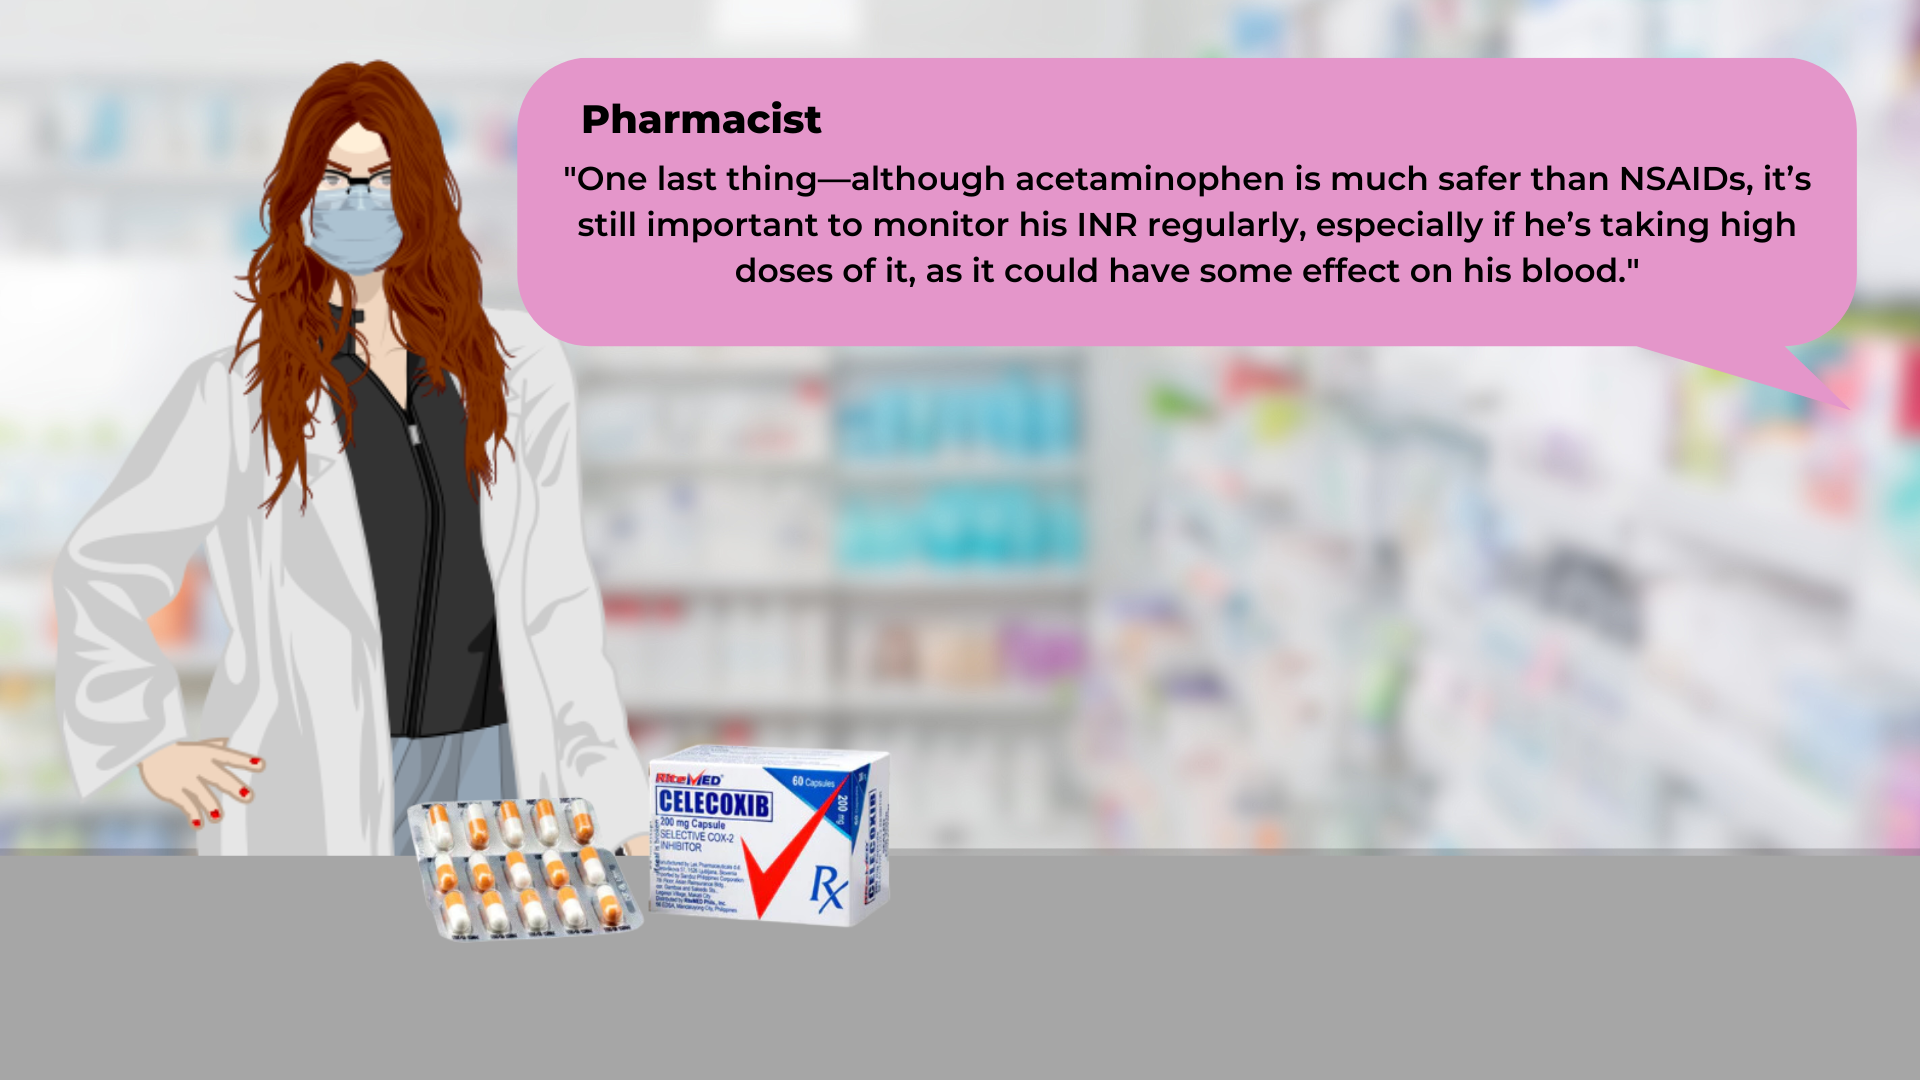 Pharmacist
"One last thing—although acetaminophen is much safer than NSAIDs, it’s
still important to monitor his INR regularly, especially if he’s taking high
doses of it, as it could have some effect on his blood."
RiteMED
60 Capsules
CELECOXIB
200 mg
200 mg Capsule
SELECTIVE COX-2
INHIBITOR
Rx
CELECOXIB